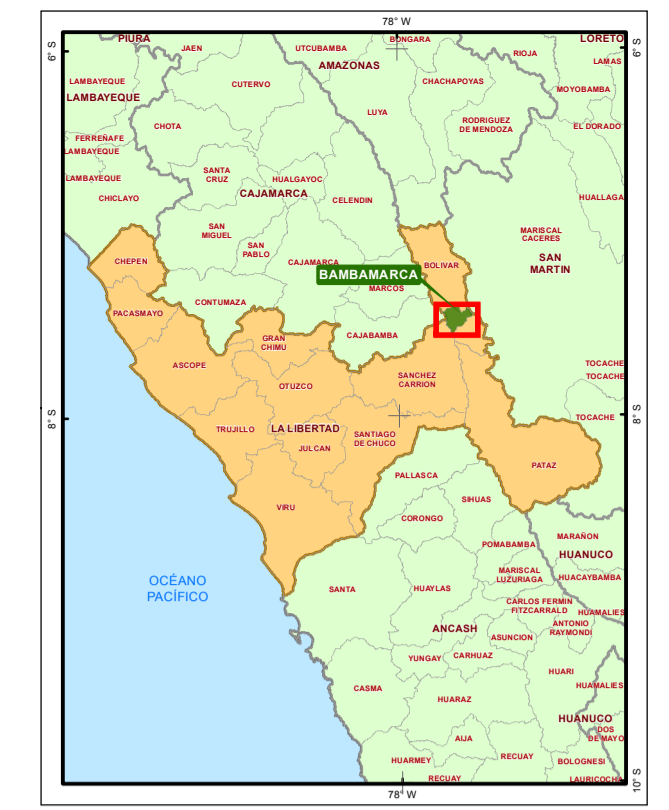 78° W
PIURA
JAEN
UTCUBAMBA
BONGARA
LORETO
6° S
6° S
RIOJA
LAMAS
AMAZONAS
LAMBAYEQUE
CUTERVO
CHACHAPOYAS
MOYOBAMBA
LAMBAYEQUE
LUYA
CHOTA
RODRIGUEZ
DE MENDOZA
EL DORADO
FERREÑAFE
LAMBAYEQUE
SANTA
CRUZ
HUALGAYOC
LAMBAYEQUE
CAJAMARCA
CELENDIN
HUALLAGA
CHICLAYO
SAN
MIGUEL
MARISCAL
CACERES
SAN
PABLO
SAN
MARTIN
CHEPEN
CAJAMARCA
BOLIVAR
BAMBAMARCA
MARCOS
CONTUMAZA
PACASMAYO
GRAN
CHIMU
CAJABAMBA
ASCOPE
TOCACHE
SANCHEZ
CARRION
TOCACHE
OTUZCO
8° S
8° S
TOCACHE
TRUJILLO
LA LIBERTAD
SANTIAGO
DE CHUCO
JULCAN
PATAZ
PALLASCA
VIRU
SIHUAS
CORONGO
MARAÑON
POMABAMBA
HUANUCO
OCÉANO
PACÍFICO
MARISCAL
LUZURIAGA
HUACAYBAMBA
SANTA
HUAYLAS
CARLOS FERMIN
FITZCARRALD
HUAMALIES
ANTONIO
RAYMONDI
ANCASH
ASUNCION
YUNGAY
CARHUAZ
HUARI
CASMA
HUAMALIES
HUARAZ
HUANUCO
DOS
DE MAYO
AIJA
HUARMEY
RECUAY
BOLOGNESI
RECUAY
LAURICOCHA
10° S
78° W